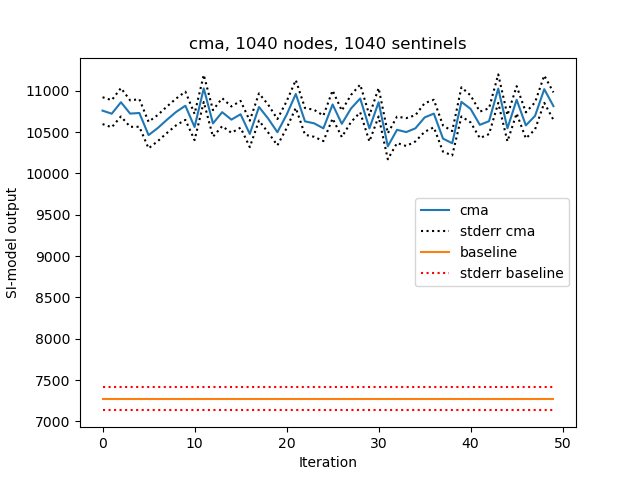 cma, 1040 nodes, 1040 sentinels
11000
10500
10000
9500
9000
8500
8000
7500
7000
SI-model output
cma
stderr cma
baseline
stderr baseline
0 10 20 30 40 50
Iteration